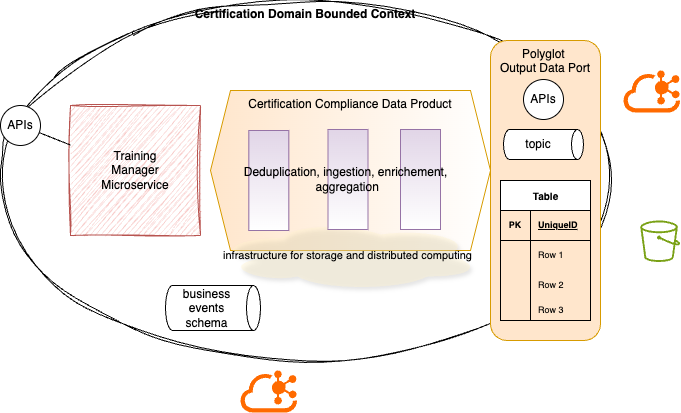 Certification Domain Bounded Context
Polyglot
Output Data Port
APIs
APIs
Certification Compliance Data Product
topic
Training
Manager
Microservice
Deduplication, ingestion, enrichement,
aggregation
Table
PK
UniqueID
Row 1
Row 2
Row 3
infrastructure for storage and distributed computing
business
events
schema